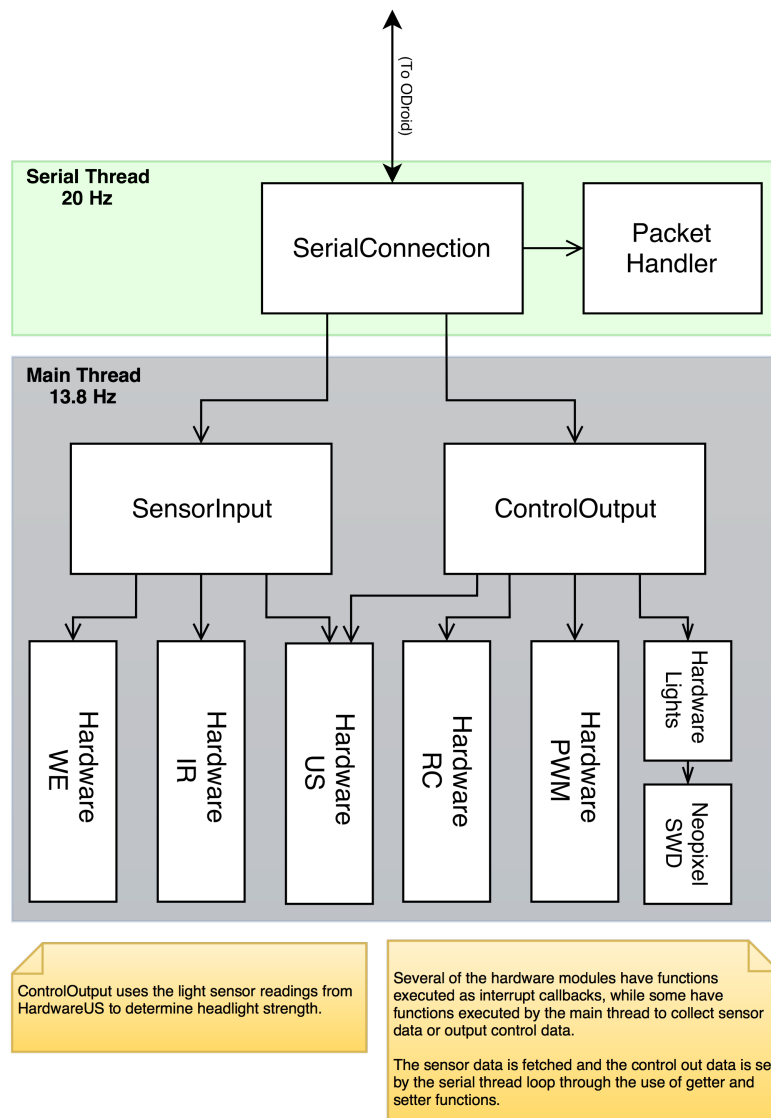 (To ODroid)
Serial Thread
20 Hz
SerialConnection
Packet
Handler
Main Thread
13.8 Hz
SensorInput
ControlOutput
Hardware
WE
Hardware
IR
Hardware
US
Hardware
RC
Hardware
PWM
Hardware
Lights
Neopixel
SWD
ControlOutput uses the light sensor readings from
HardwareUS to determine headlight strength.
Several of the hardware modules have functions
executed as interrupt callbacks, while some have
functions executed by the main thread to collect sensor
data or output control data.
The sensor data is fetched and the control out data is se
by the serial thread loop through the use of getter and
setter functions.